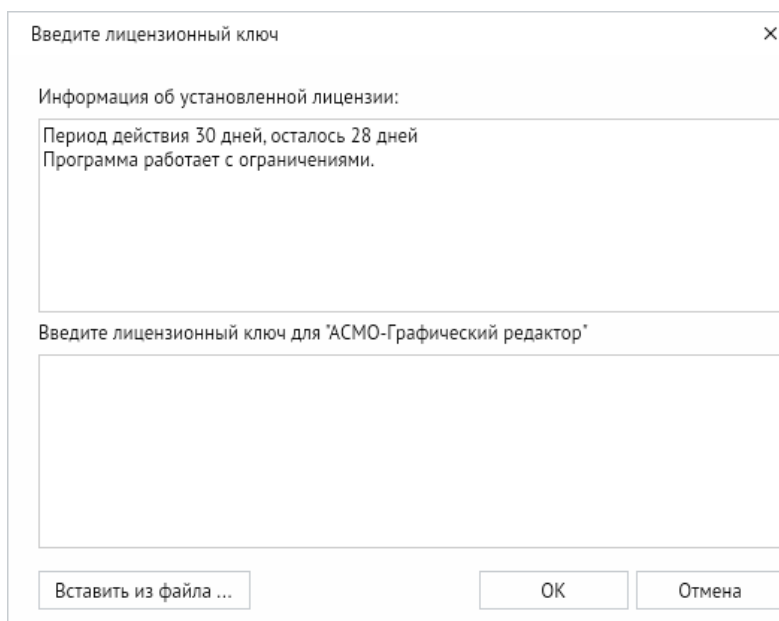 Введите лицензионный ключ ×
Информация об установленной лицензии:
Период действия 30 дней, осталось 28 дней
Программа работает с ограничениями.
Введите лицензионный ключ для "АСМО-Графический редактор"
Вставить из файла ... ОК Отмена